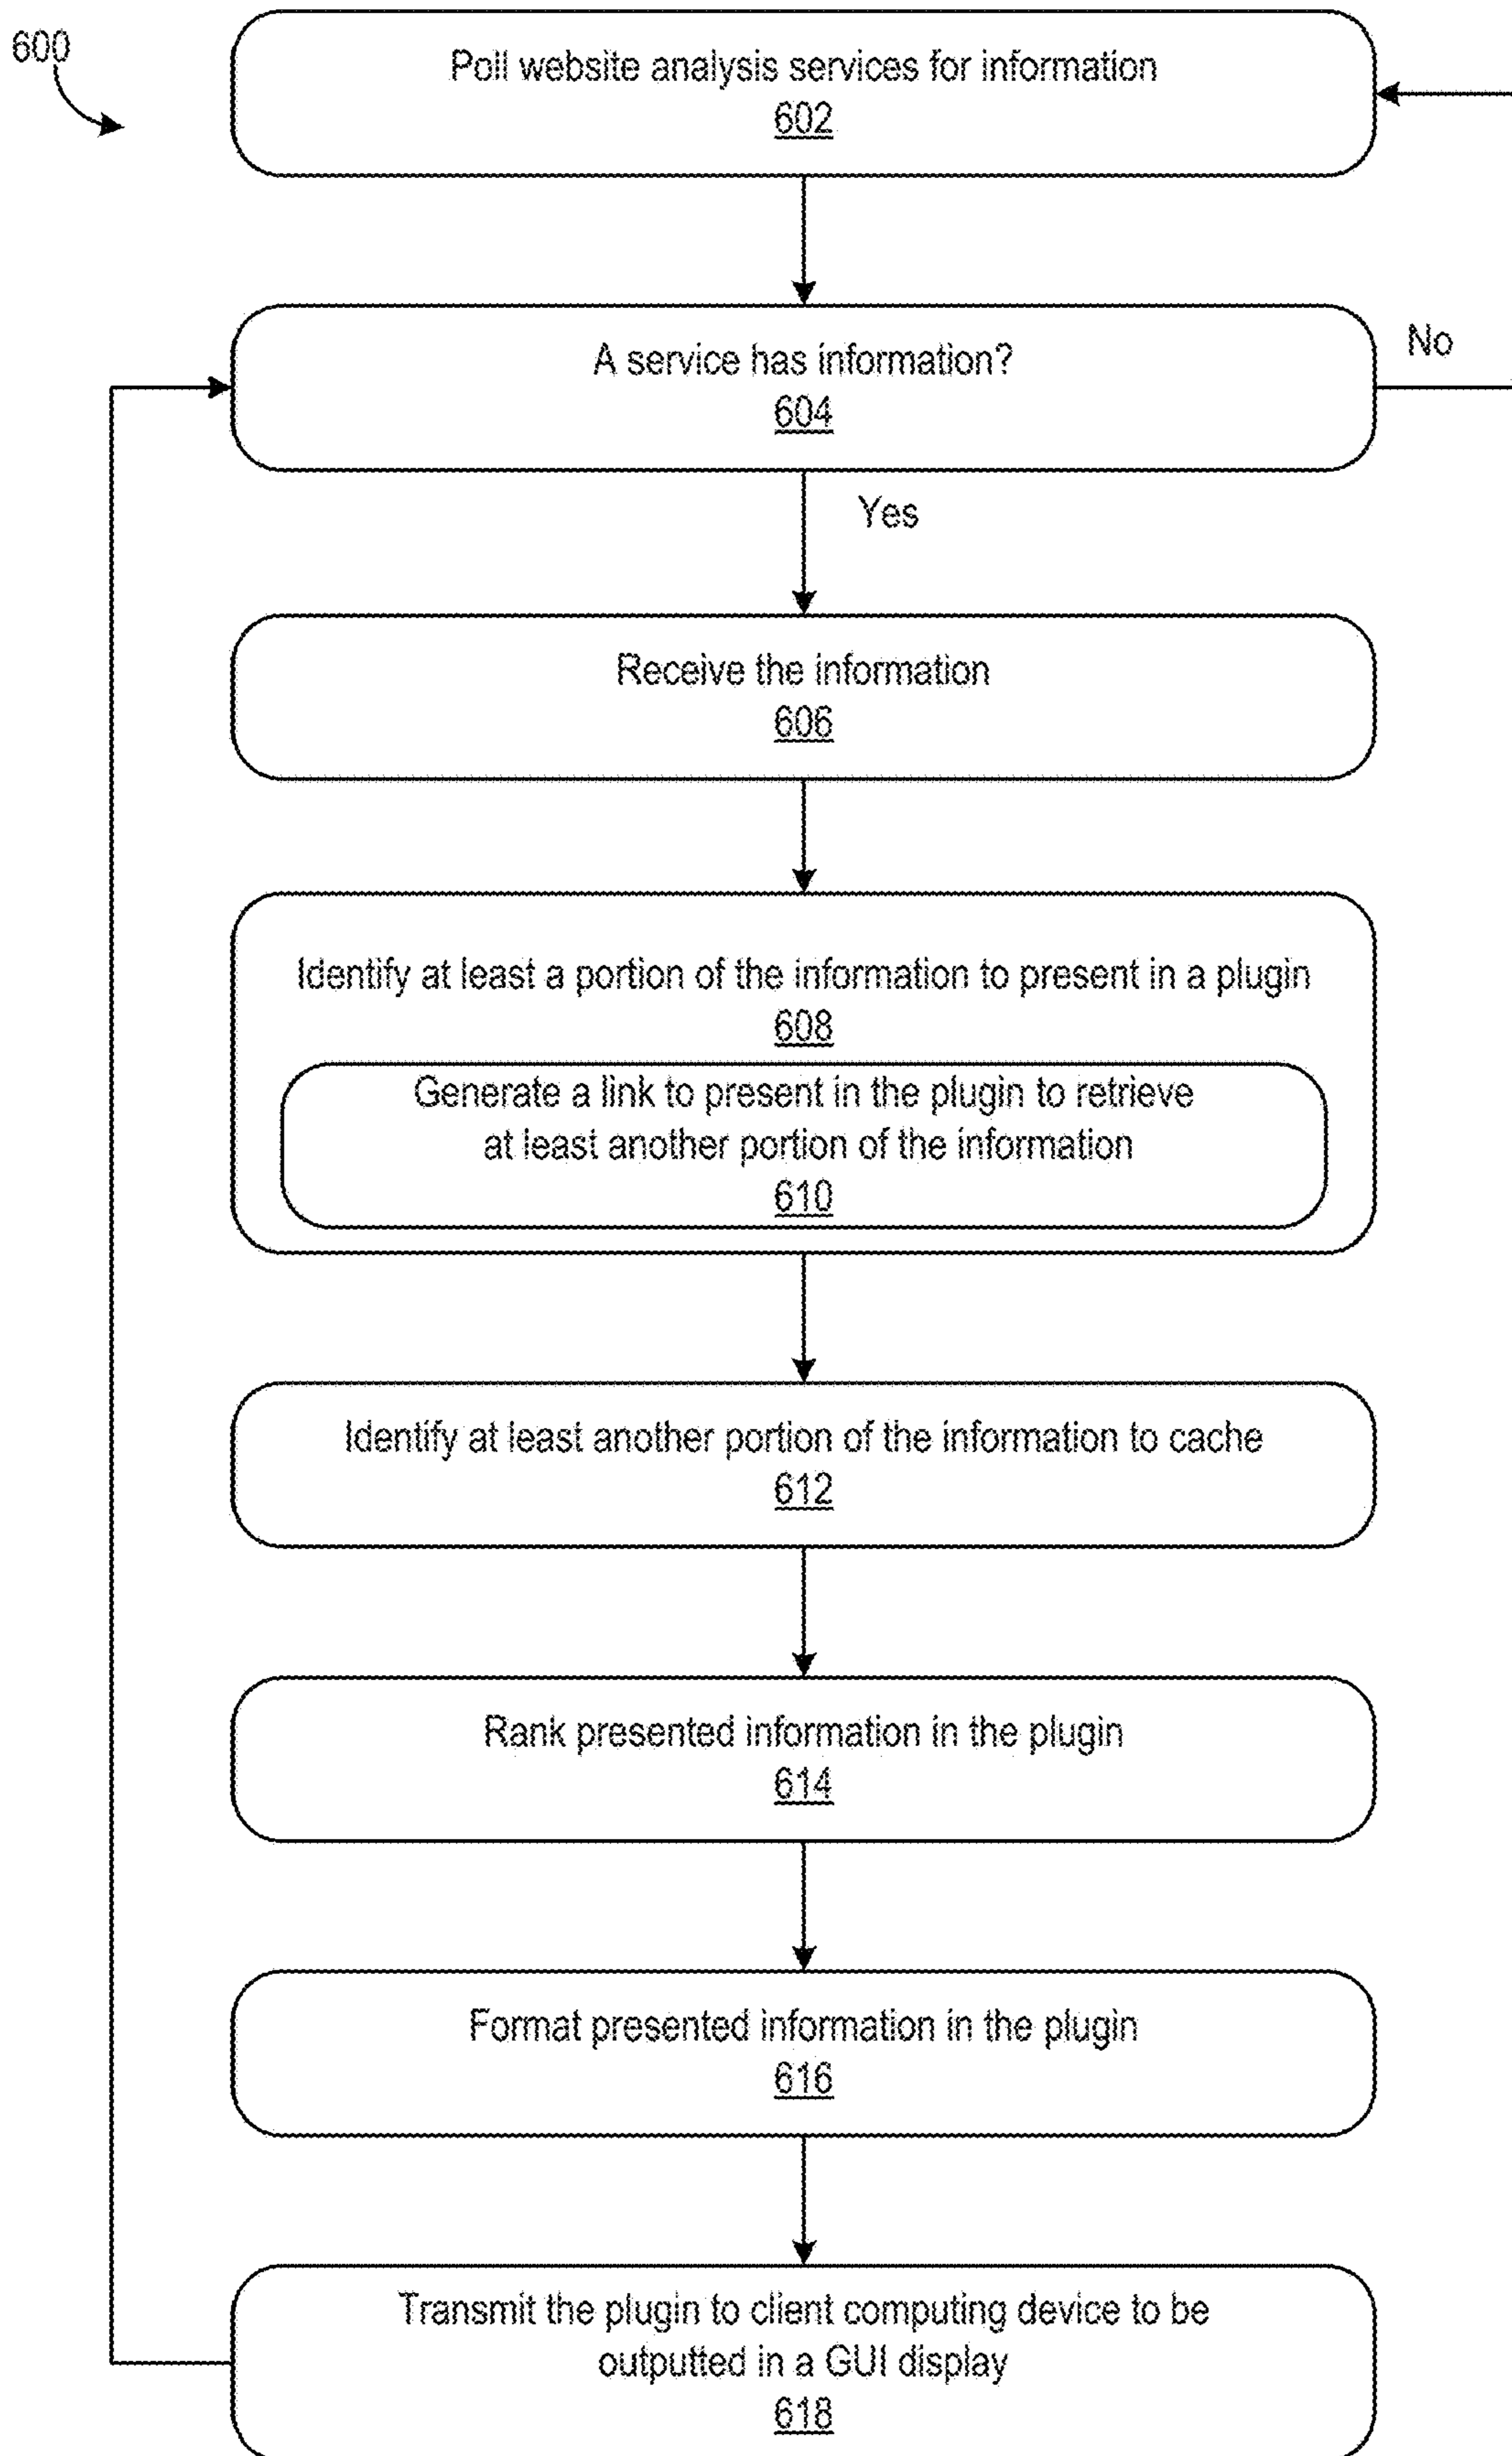 600
Poll website analysis services for information
602
A service has information?
604
No
Yes
Receive the information
606
Identify at least a portion of the information to present in a plugin
608
Generate a link to present in the plugin to retrieve
at least another portion of the information
610
Identify at least another portion of the information to cache
612
Rank presented information in the plugin
614
Format presented information in the plugin
616
Transmit the plugin to client computing device to be
outputted in a GUI display
618